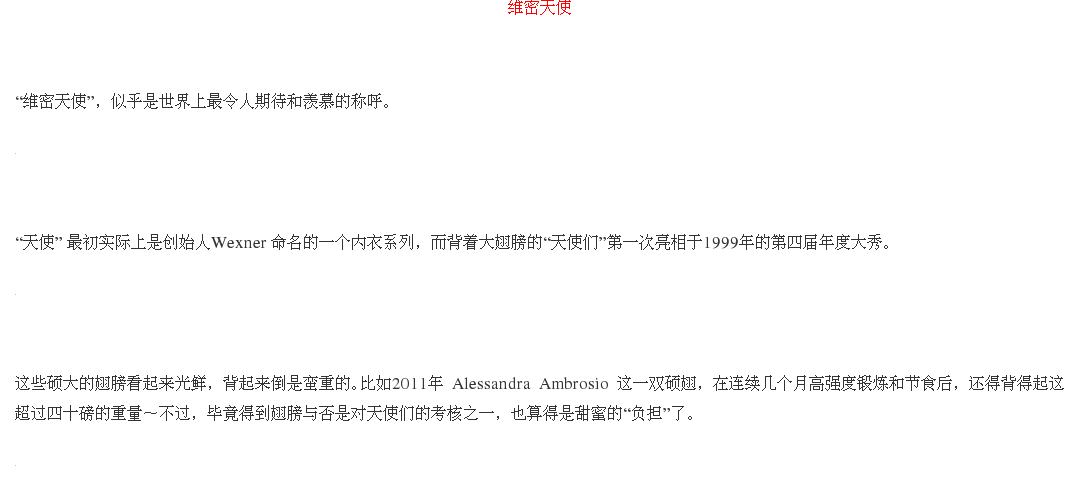 维密天使
“维密天使”，似乎是世界上最令人期待和羡慕的称呼。
“天使” 最初实际上是创始人Wexner 命名的一个内衣系列，而背着大翅膀的“天使们”第一次亮相于1999年的第四届年度大秀。
这些硕大的翅膀看起来光鲜，背起来倒是蛮重的。比如2011年 Alessandra Ambrosio 这一双硕翅，在连续几个月高强度锻炼和节食后，还得背得起这
超过四十磅的重量～不过，毕竟得到翅膀与否是对天使们的考核之一，也算得是甜蜜的“负担”了。